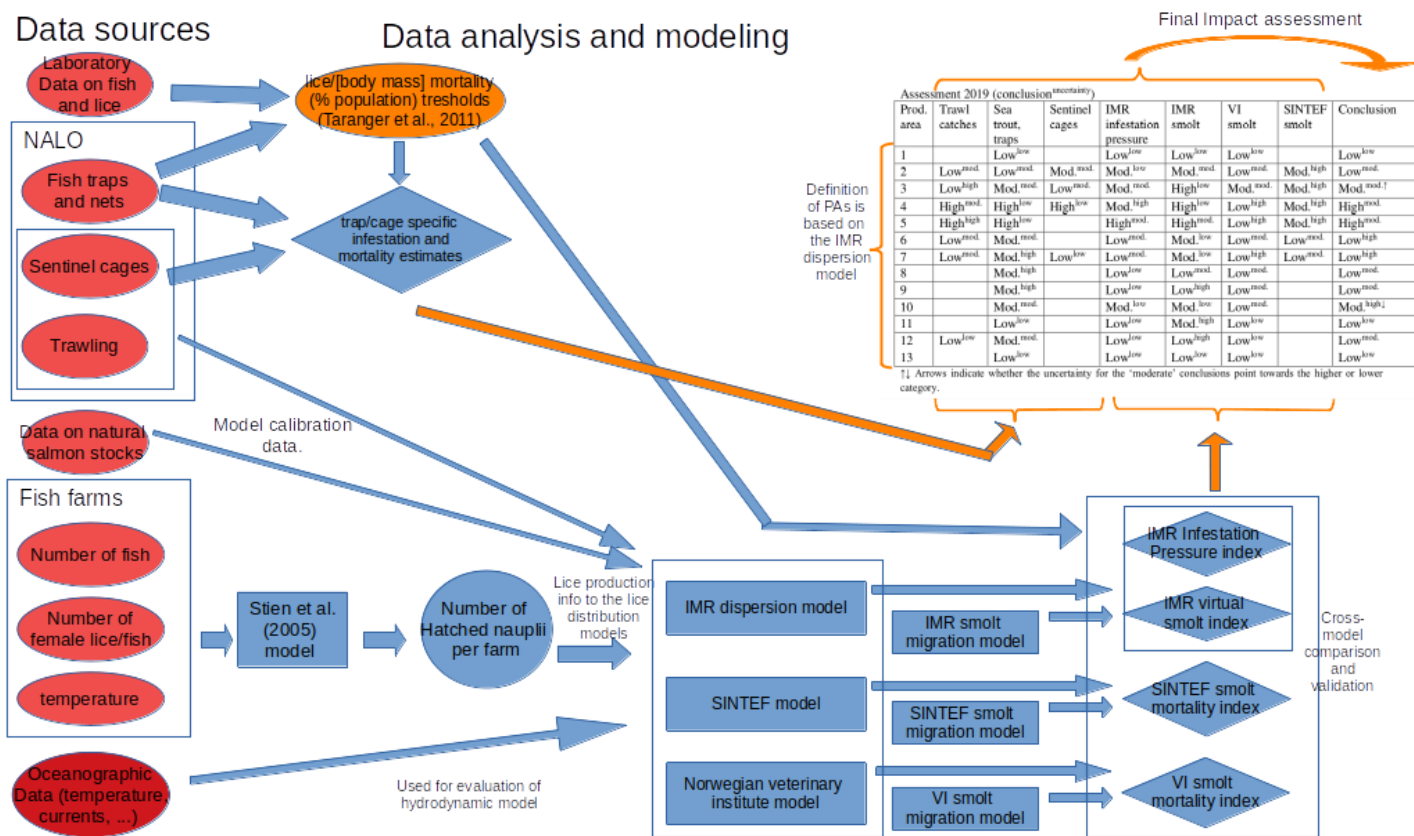 Data sources
Data analysis and modeling
Final Impact assessment
Laboratory
Data on fish
and lice
NALO
Fish traps
and nets
Sentinel cages
Trawling
Data on natural
salmon stocks
Fish farms
Number of fish
Number of
female lice/fish
temperature
Oceanographic
Data (temperature,
currents, ...)
lice/[body mass] mortality
(% population) tresholds
(Taranger et al., 2011)
trap/cage specific
infestation and
mortality estimates
Model calibration
data.
Stien et al.
(2005)
model
Number of
Hatched nauplii
per farm
Lice production
info to the lice
distribution
models
Used for evaluation of
hydrodynamic model
IMR dispersion model
SINTEF model
Norwegian veterinary
institute model
IMR smolt
migration model
SINTEF smolt
migration model
VI smolt
migration model
IMR Infestation
Pressure index
IMR virtual
smolt index
SINTEF smolt
mortality index
VI smolt
mortality index
Cross-
model
comparison
and
validation
Definition
of PAs is
based on
the IMR
dispersion
model
Assessment 2019 (conclusion^uncertainty)
Prod. area | Trawl catches | Sea trout, traps | Sentinel cages | IMR infestation pressure | IMR smolt | VI smolt | SINTEF smolt | Conclusion
1 | | Low^low | | Low^low | Low^low | Low^low | | Low^low
2 | Low^mod. | Low^mod. | Mod.^mod. | Mod.^low | Mod.^mod. | Low^mod. | Mod.^high | Low^mod.
3 | Low^high | Mod.^mod. | Low^mod. | Mod.^mod. | High^low | Mod.^mod. | Mod.^high | Mod.^mod.↑
4 | High^mod. | High^low | High^low | Mod.^high | High^low | Low^high | Mod.^high | High^mod.
5 | High^high | High^low | | High^mod. | High^mod. | Low^high | Mod.^high | High^mod.
6 | Low^mod. | Mod.^mod. | | Low^mod. | Mod.^low | Low^mod. | Low^mod. | Low^high
7 | Low^mod. | Mod.^high | Low^low | Low^mod. | Mod.^low | Low^high | Low^mod. | Low^high
8 | | Mod.^high | | Low^low | Low^mod. | Low^mod. | | Low^mod.
9 | | Mod.^high | | Low^low | Low^high | Low^mod. | | Low^mod.
10 | | Mod.^mod. | | Mod.^low | Mod.^low | Low^mod. | | Mod.^high↓
11 | | Low^low | | Low^low | Mod.^high | Low^low | | Low^low
12 | Low^low | Mod.^mod. | | Low^low | Low^high | Low^low | | Low^mod.
13 | | Low^low | | Low^low | Low^low | Low^low | | Low^low
↑↓ Arrows indicate whether the uncertainty for the ‘moderate’ conclusions point towards the higher or lower
category.